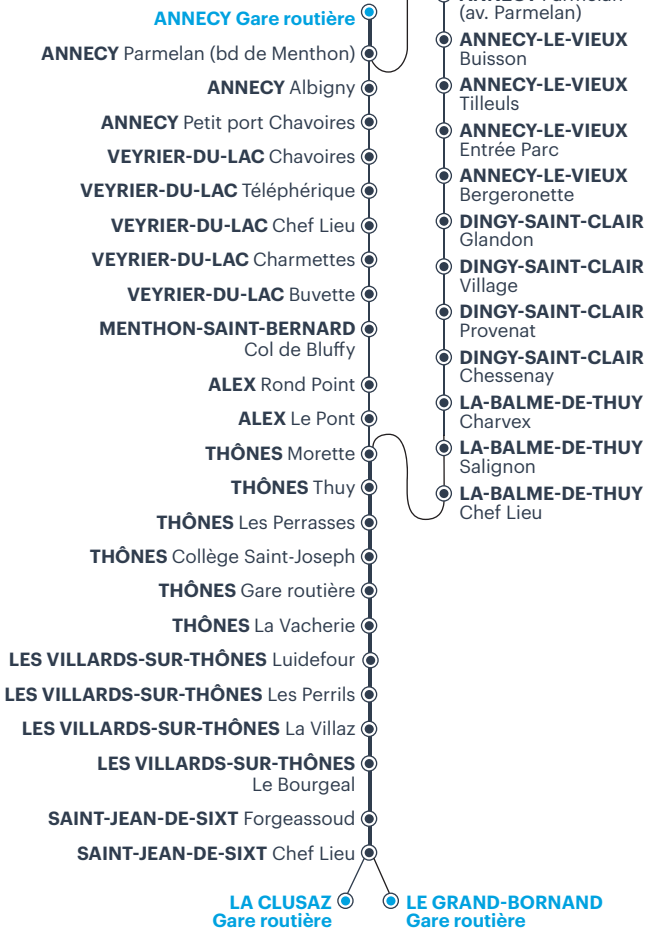 ANNECY Gare routière
ANNECY Parmelan (bd de Menthon)
ANNECY Albigny
ANNECY Petit port Chavoires
VEYRIER-DU-LAC Chavoires
VEYRIER-DU-LAC Téléphérique
VEYRIER-DU-LAC Chef Lieu
VEYRIER-DU-LAC Charmettes
VEYRIER-DU-LAC Buvette
MENTHON-SAINT-BERNARD
Col de Bluffy
ALEX Rond Point
ALEX Le Pont
THÔNES Morette
THÔNES Thuy
THÔNES Les Perrasses
THÔNES Collège Saint-Joseph
THÔNES Gare routière
THÔNES La Vacherie
LES VILLARDS-SUR-THÔNES Luidefour
LES VILLARDS-SUR-THÔNES Les Perrils
LES VILLARDS-SUR-THÔNES La Villaz
LES VILLARDS-SUR-THÔNES
Le Bourgeal
SAINT-JEAN-DE-SIXT Forgeassoud
SAINT-JEAN-DE-SIXT Chef Lieu
LA CLUSAZ
Gare routière
LE GRAND-BORNAND
Gare routière
(av. Parmelan)
ANNECY-LE-VIEUX
Buisson
ANNECY-LE-VIEUX
Tilleuls
ANNECY-LE-VIEUX
Entrée Parc
ANNECY-LE-VIEUX
Bergeronette
DINGY-SAINT-CLAIR
Glandon
DINGY-SAINT-CLAIR
Village
DINGY-SAINT-CLAIR
Provenat
DINGY-SAINT-CLAIR
Chessenay
LA-BALME-DE-THUY
Charvex
LA-BALME-DE-THUY
Salignon
LA-BALME-DE-THUY
Chef Lieu